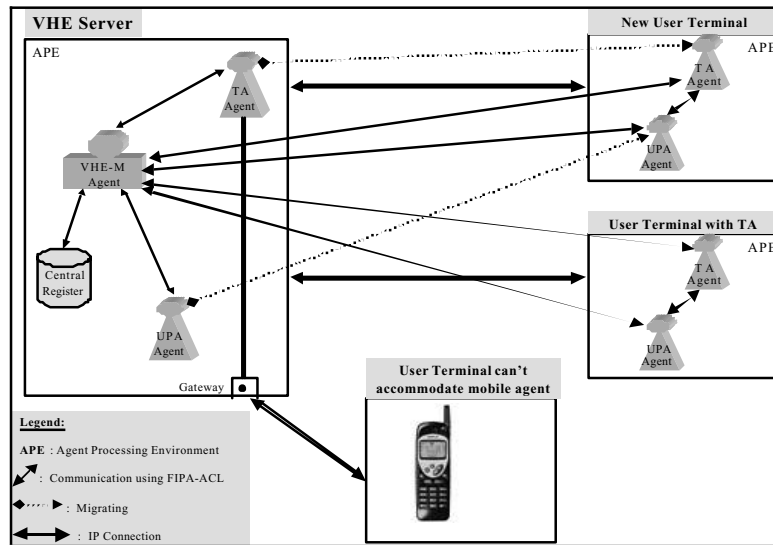 VHE Server
APE
TA
Agent
VHE-M
Agent
Central
Register
UPA
Agent
Gateway
New User Terminal
APE
TA
Agent
UPA
Agent
User Terminal with TA
APE
TA
Agent
UPA
Agent
User Terminal can't
accommodate mobile agent
Legend:
APE : Agent Processing Environment
: Communication using FIPA-ACL
: Migrating
: IP Connection